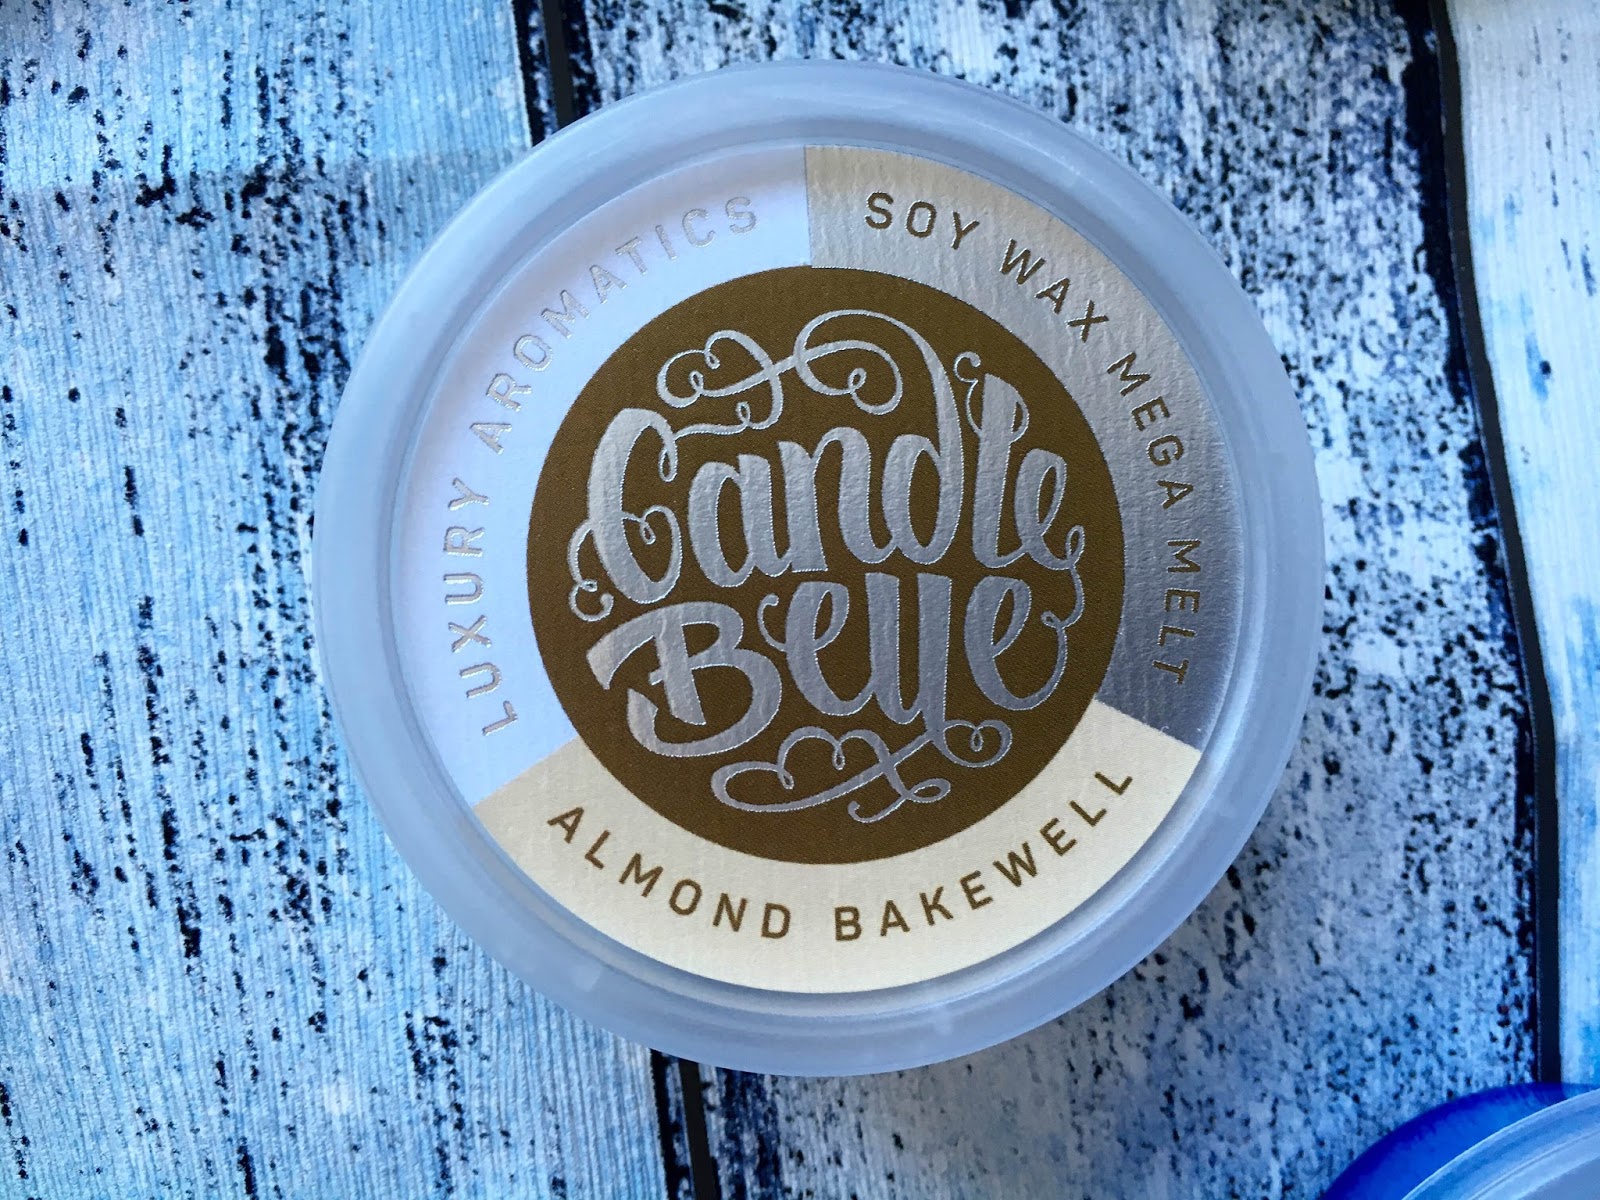 LUXURY AROMATICS
SOY WAX MEGA MELT
Candle
Belle
ALMOND BAKEWELL